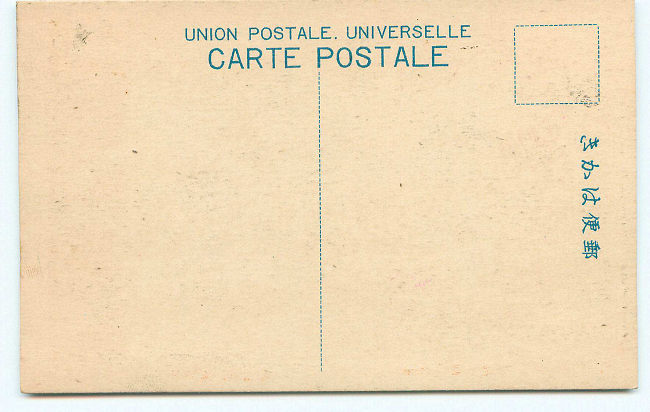 UNION POSTALE. UNIVERSELLE
CARTE POSTALE
郵便はかき